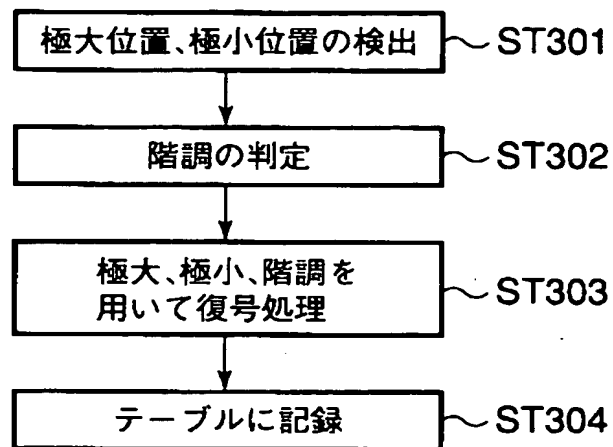 極大位置、極小位置の検出 ST301
階調の判定 ST302
極大、極小、階調を
用いて復号処理 ST303
テーブルに記録 ST304